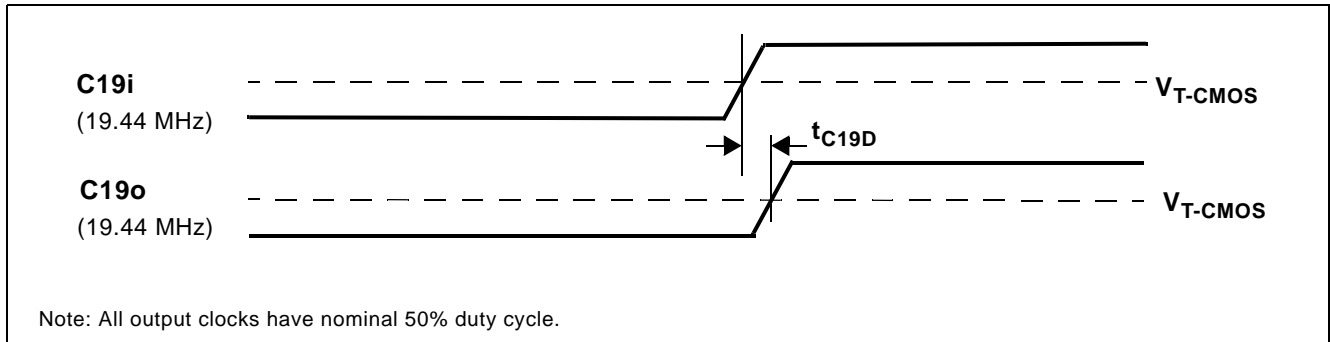 C19i
(19.44 MHz)
VT-CMOS
tC19D
C19o
(19.44 MHz)
VT-CMOS
Note: All output clocks have nominal 50% duty cycle.